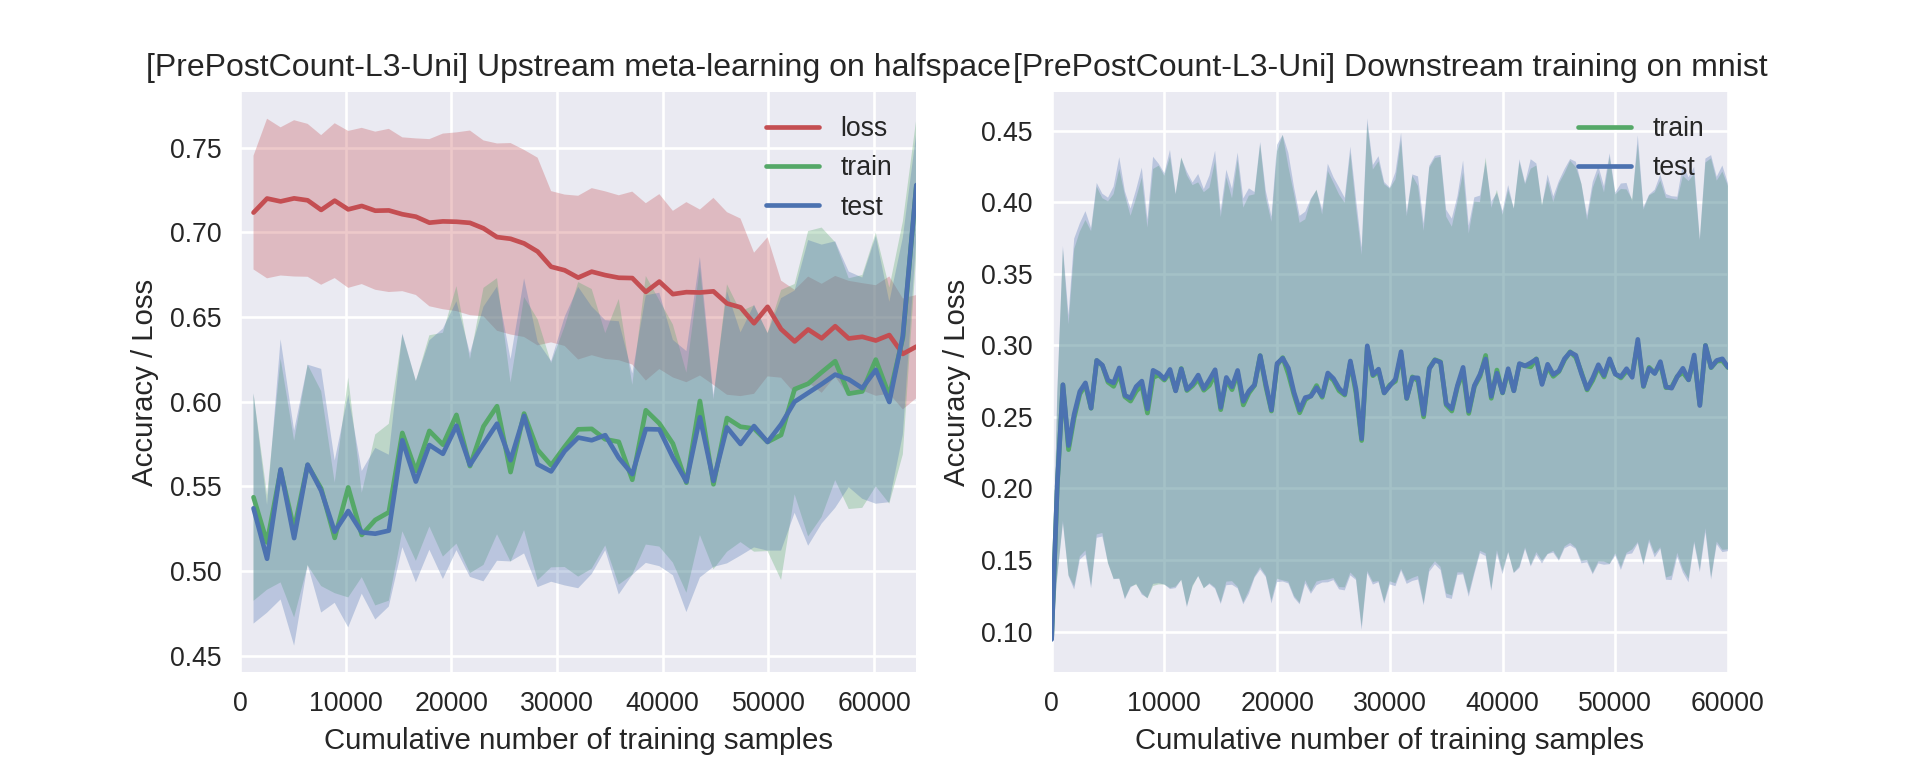 [PrePostCount-L3-Uni] Upstream meta-learning on halfspace
0.75
0.70
0.65
0.60
0.55
0.50
0.45
Accuracy / Loss
loss
train
test
0 10000 20000 30000 40000 50000 60000
Cumulative number of training samples
[PrePostCount-L3-Uni] Downstream training on mnist
0.45
0.40
0.35
0.30
0.25
0.20
0.15
0.10
Accuracy / Loss
train
test
0 10000 20000 30000 40000 50000 60000
Cumulative number of training samples